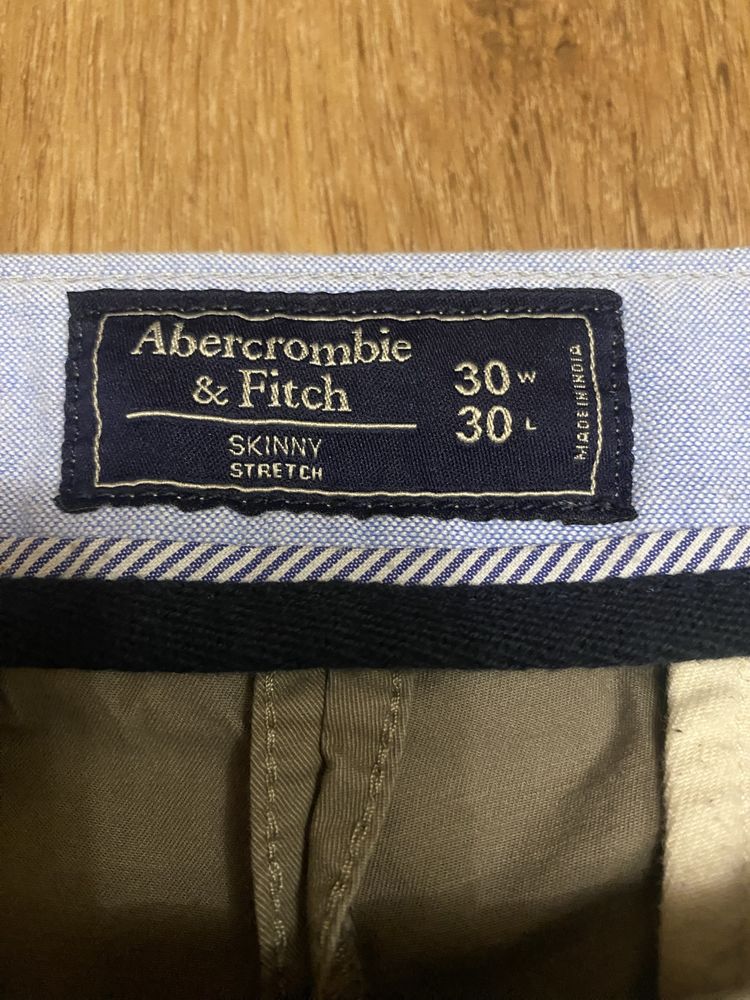 Abercrombie
& Fitch
SKINNY
STRETCH
30 W
30 L
MADE IN INDIA